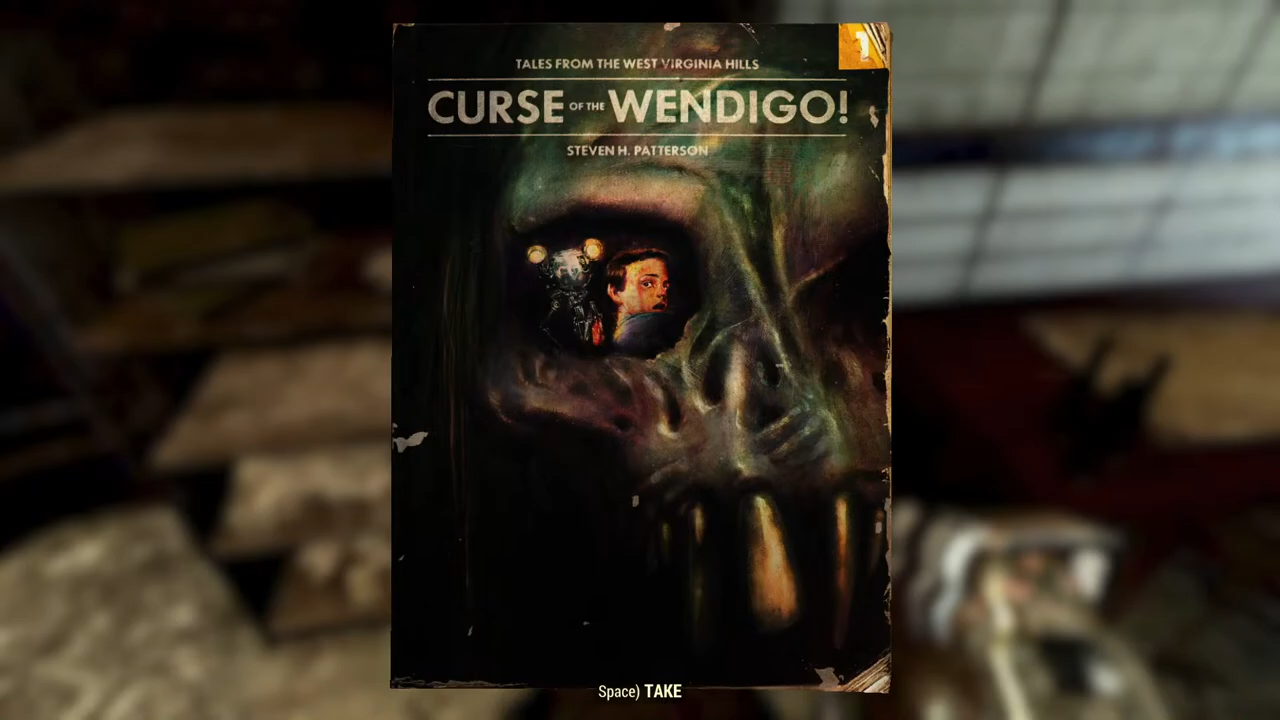 1
TALES FROM THE WEST VIRGINIA HILLS
CURSE OF THE WENDIGO!
STEVEN H. PATTERSON
Space) TAKE